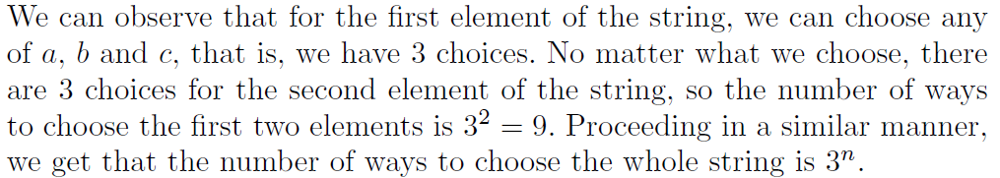 We can observe that for the first element of the string, we can choose any
of a, b and c, that is, we have 3 choices. No matter what we choose, there
are 3 choices for the second element of the string, so the number of ways
to choose the first two elements is 3² = 9. Proceeding in a similar manner,
we get that the number of ways to choose the whole string is 3ⁿ.